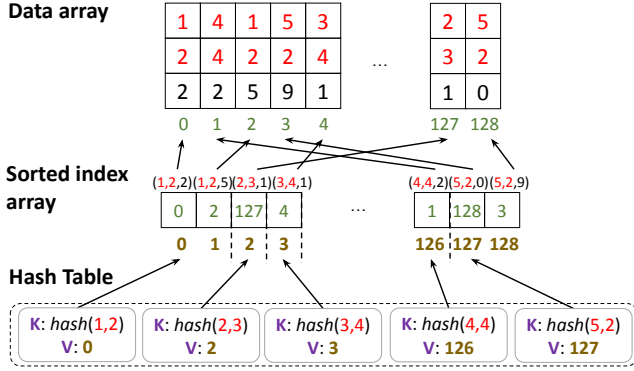 Data array
1 4 1 5 3 2 5
2 4 2 2 4 ... 3 2
2 2 5 9 1 1 0
0 1 2 3 4 127 128
(1,2,2)(1,2,5)(2,3,1)(3,4,1) (4,4,2)(5,2,0)(5,2,9)
Sorted index
array
0 2 127 4 ... 1 128 3
0 1 2 3 126 127 128
Hash Table
K: hash(1,2) K: hash(2,3) K: hash(3,4) K: hash(4,4) K: hash(5,2)
V: 0 V: 2 V: 3 V: 126 V: 127